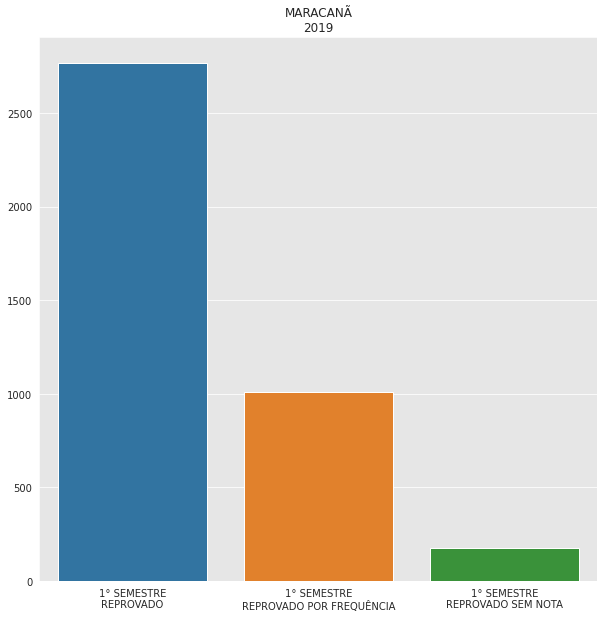 MARACANÃ
2019
2500
2000
1500
1000
500
0
1° SEMESTRE
REPROVADO
1° SEMESTRE
REPROVADO POR FREQUÊNCIA
1° SEMESTRE
REPROVADO SEM NOTA